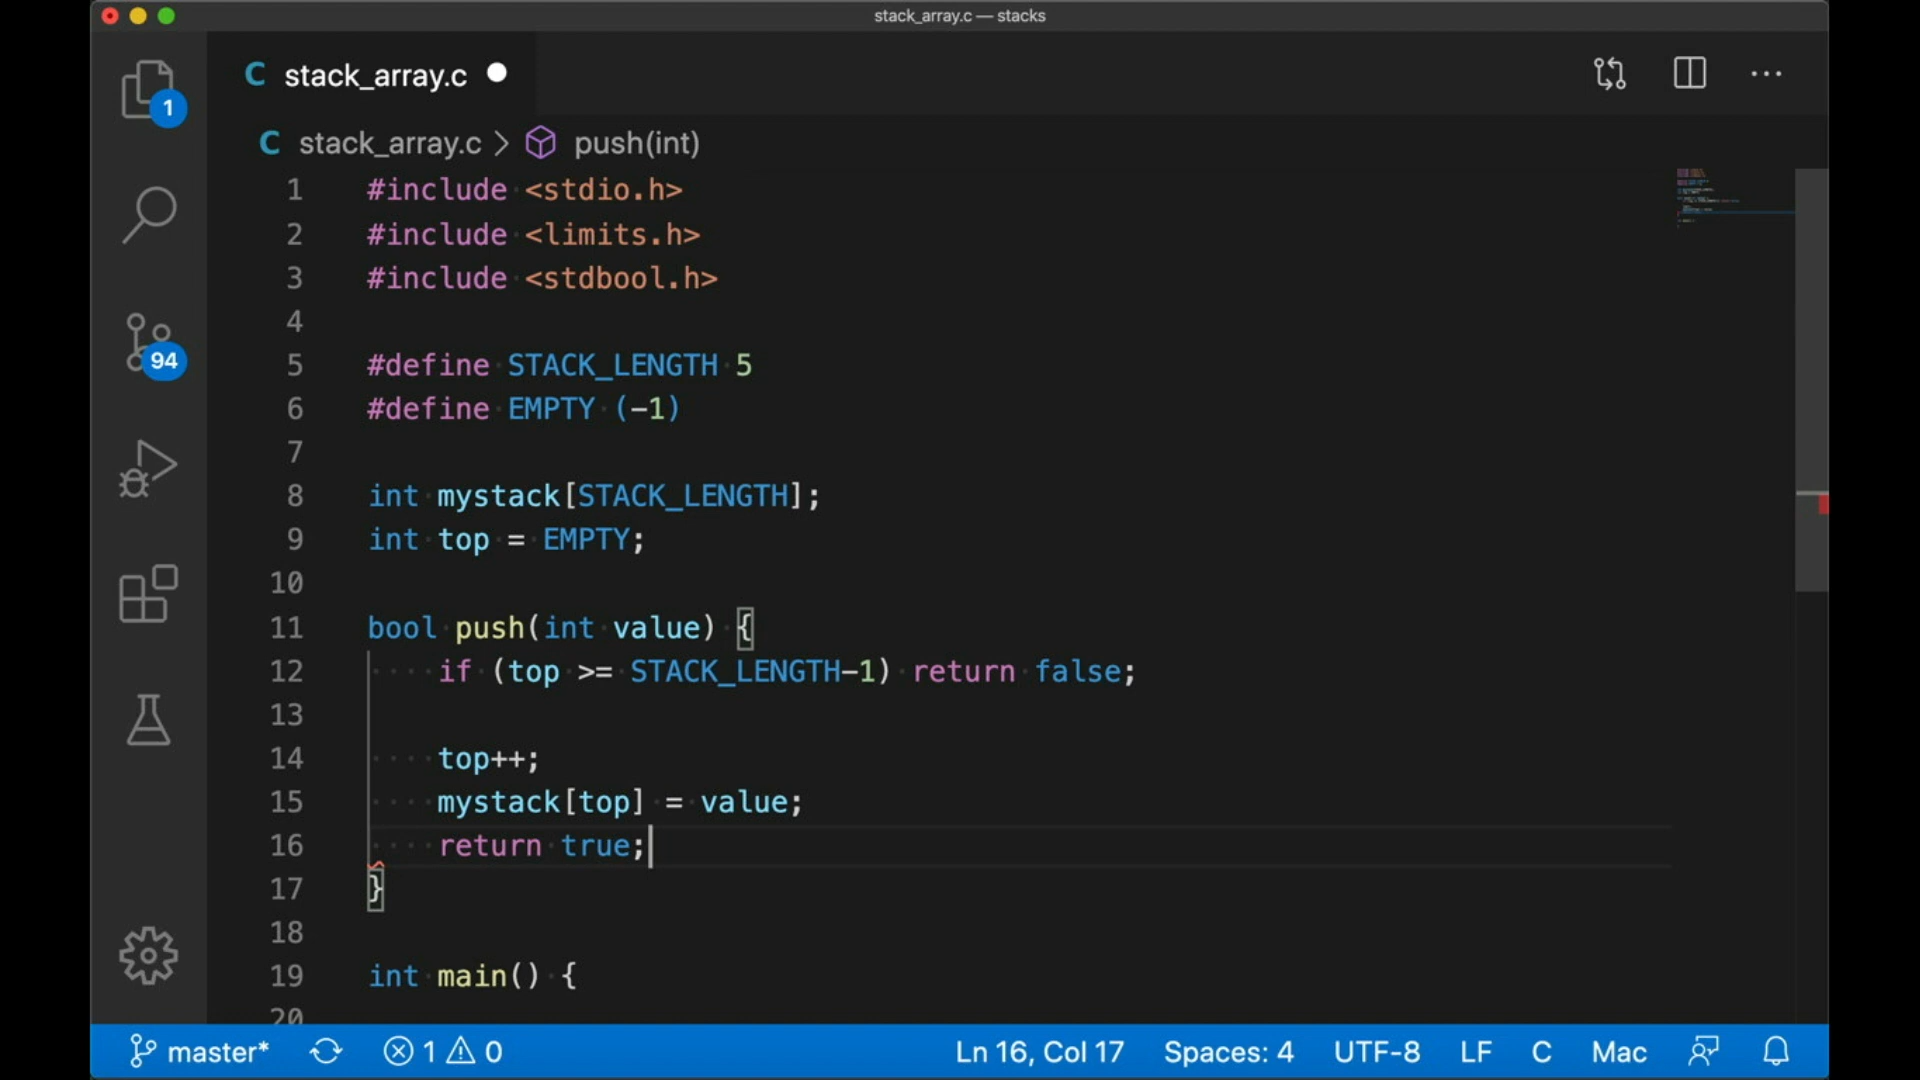 stack_array.c — stacks
1
94
C stack_array.c
C stack_array.c > push(int)
1 #include <stdio.h>
2 #include <limits.h>
3 #include <stdbool.h>
4
5 #define STACK_LENGTH 5
6 #define EMPTY (-1)
7
8 int mystack[STACK_LENGTH];
9 int top = EMPTY;
10
11 bool push(int value) {
12 if (top >= STACK_LENGTH-1) return false;
13
14 top++;
15 mystack[top] = value;
16 return true;
17 }
18
19 int main() {
20
master* 1 0 Ln 16, Col 17 Spaces: 4 UTF-8 LF C Mac